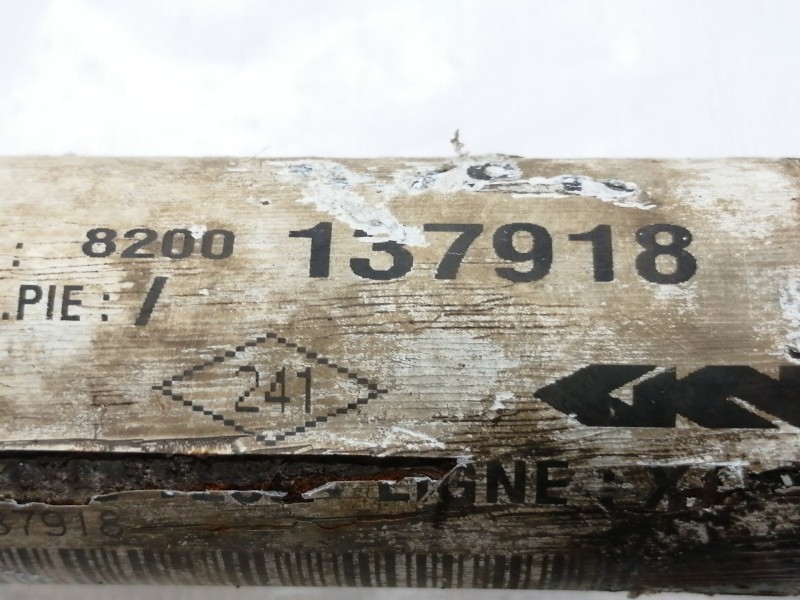 : 8200 137918
.PIE : /
241
LIGNE : X
37918